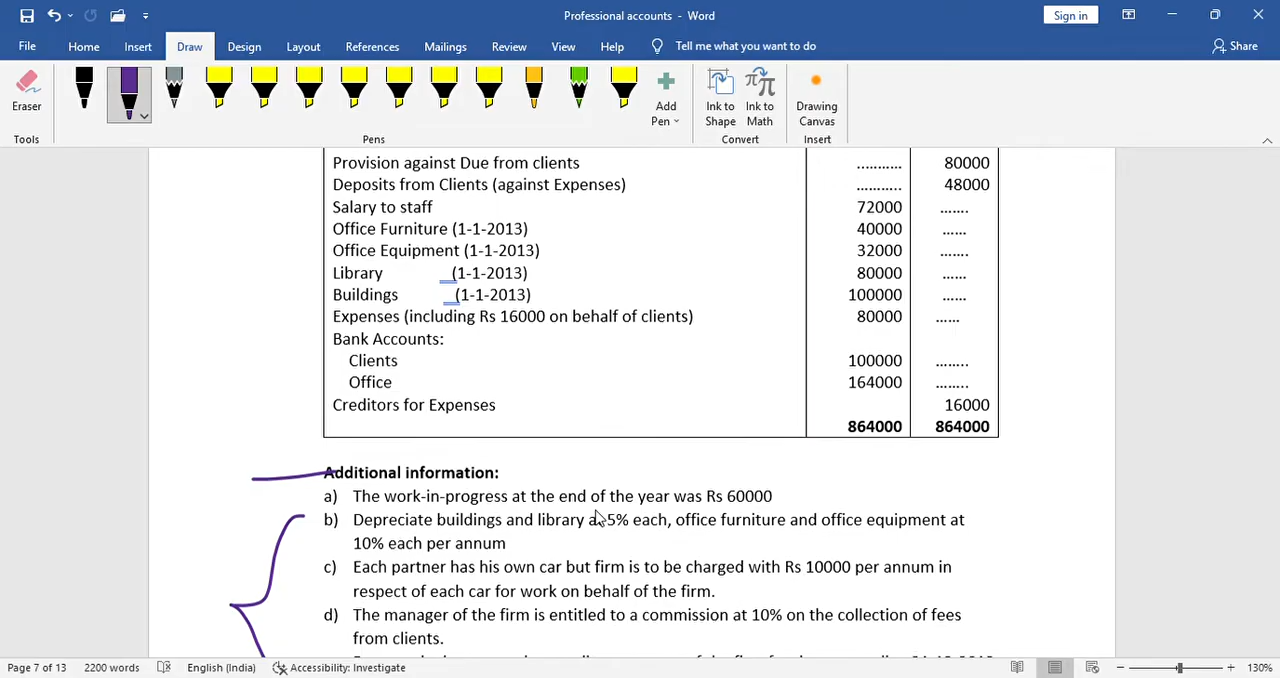 Professional accounts - Word
Sign in
File Home Insert Draw Design Layout References Mailings Review View Help Tell me what you want to do Share
Eraser
Add Pen
Ink to Shape
Ink to Math
Drawing Canvas
Tools Pens Convert Insert
Provision against Due from clients ........... 80000
Deposits from Clients (against Expenses) ........... 48000
Salary to staff 72000 .......
Office Furniture (1-1-2013) 40000 ......
Office Equipment (1-1-2013) 32000 .......
Library (1-1-2013) 80000 ......
Buildings (1-1-2013) 100000 ......
Expenses (including Rs 16000 on behalf of clients) 80000 ......
Bank Accounts:
Clients 100000 ........
Office 164000 ........
Creditors for Expenses 16000
864000 864000
Additional information:
a) The work-in-progress at the end of the year was Rs 60000
b) Depreciate buildings and library a 5% each, office furniture and office equipment at
10% each per annum
c) Each partner has his own car but firm is to be charged with Rs 10000 per annum in
respect of each car for work on behalf of the firm.
d) The manager of the firm is entitled to a commission at 10% on the collection of fees
from clients.
Page 7 of 13 2200 words English (India) Accessibility: Investigate 130%